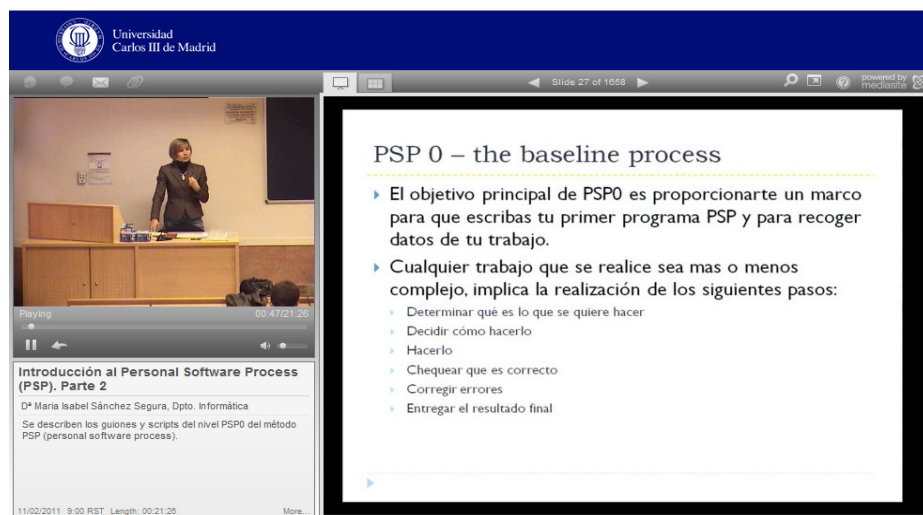 Universidad
Carlos III de Madrid
Slide 27 of 1658
powered by
mediasite
Playing
00:47/21:26
Introducción al Personal Software Process
(PSP). Parte 2
Dª Maria Isabel Sánchez Segura, Dpto. Informática
Se describen los guiones y scripts del nivel PSP0 del método
PSP (personal software process).
11/02/2011 9:00 RST Length: 00:21:26
More...
PSP 0 – the baseline process
El objetivo principal de PSP0 es proporcionarte un marco
para que escribas tu primer programa PSP y para recoger
datos de tu trabajo.
Cualquier trabajo que se realice sea mas o menos
complejo, implica la realización de los siguientes pasos:
Determinar qué es lo que se quiere hacer
Decidir cómo hacerlo
Hacerlo
Chequear que es correcto
Corregir errores
Entregar el resultado final